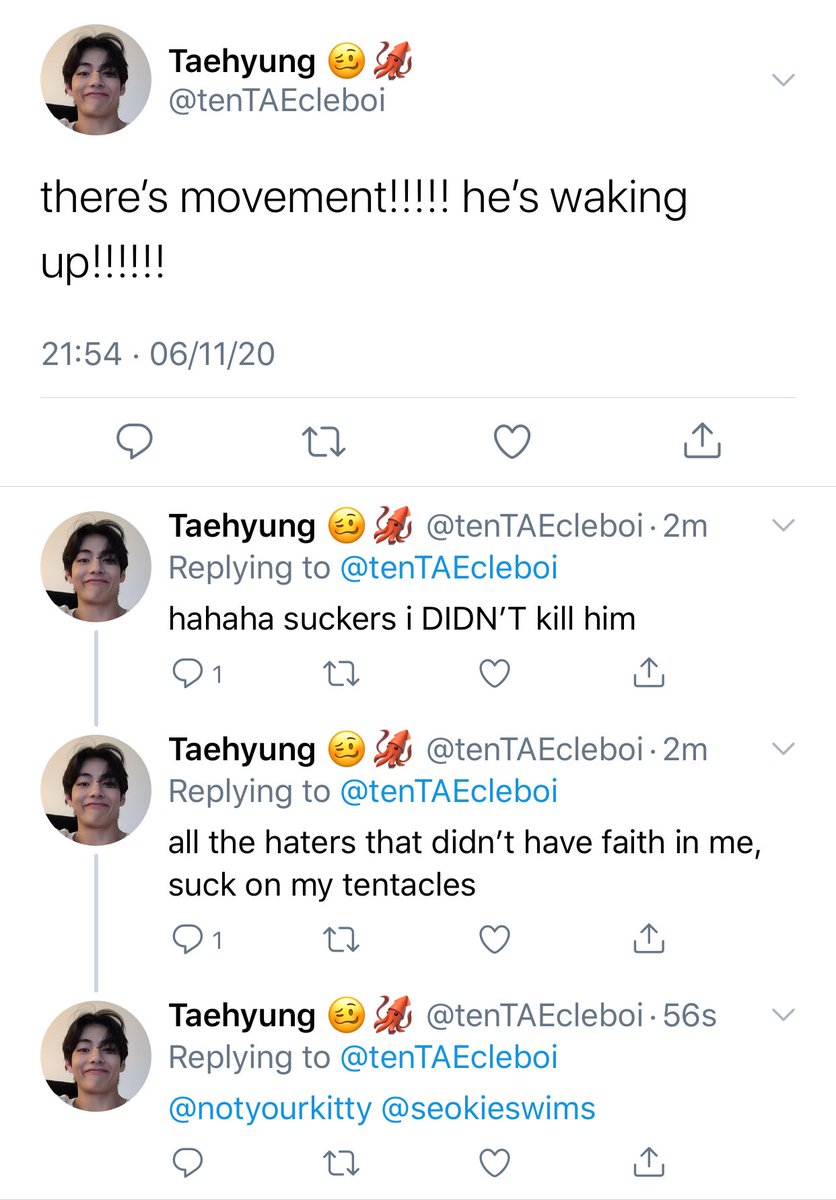 Taehyung 🥴🦑
@tenTAEcleboi
there’s movement!!!!! he’s waking
up!!!!!!
21:54 · 06/11/20
Taehyung 🥴🦑 @tenTAEcleboi · 2m
Replying to @tenTAEcleboi
hahaha suckers i DIDN’T kill him
1
Taehyung 🥴🦑 @tenTAEcleboi · 2m
Replying to @tenTAEcleboi
all the haters that didn’t have faith in me,
suck on my tentacles
1
Taehyung 🥴🦑 @tenTAEcleboi · 56s
Replying to @tenTAEcleboi
@notyourkitty @seokieswims